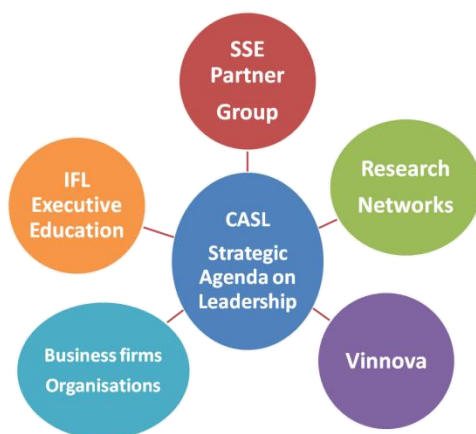 SSE
Partner
Group
IFL
Executive
Education
Research
Networks
CASL
Strategic
Agenda on
Leadership
Business firms
Organisations
Vinnova